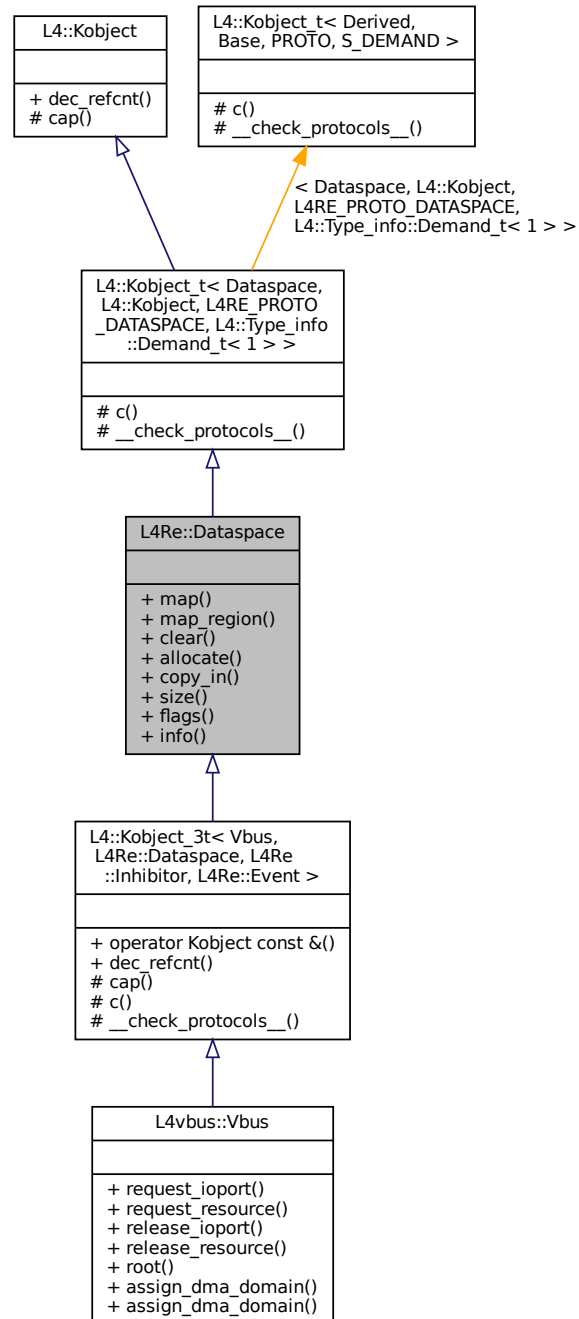 L4::Kobject
+ dec_refcnt()
# cap()
L4::Kobject_t< Derived,
Base, PROTO, S_DEMAND >
# c()
# __check_protocols__()
< Dataspace, L4::Kobject,
L4RE_PROTO_DATASPACE,
L4::Type_info::Demand_t< 1 > >
L4::Kobject_t< Dataspace,
L4::Kobject, L4RE_PROTO
_DATASPACE, L4::Type_info
::Demand_t< 1 > >
# c()
# __check_protocols__()
L4Re::Dataspace
+ map()
+ map_region()
+ clear()
+ allocate()
+ copy_in()
+ size()
+ flags()
+ info()
L4::Kobject_3t< Vbus,
L4Re::Dataspace, L4Re
::Inhibitor, L4Re::Event >
+ operator Kobject const &()
+ dec_refcnt()
# cap()
# c()
# __check_protocols__()
L4vbus::Vbus
+ request_ioport()
+ request_resource()
+ release_ioport()
+ release_resource()
+ root()
+ assign_dma_domain()
+ assign_dma_domain()